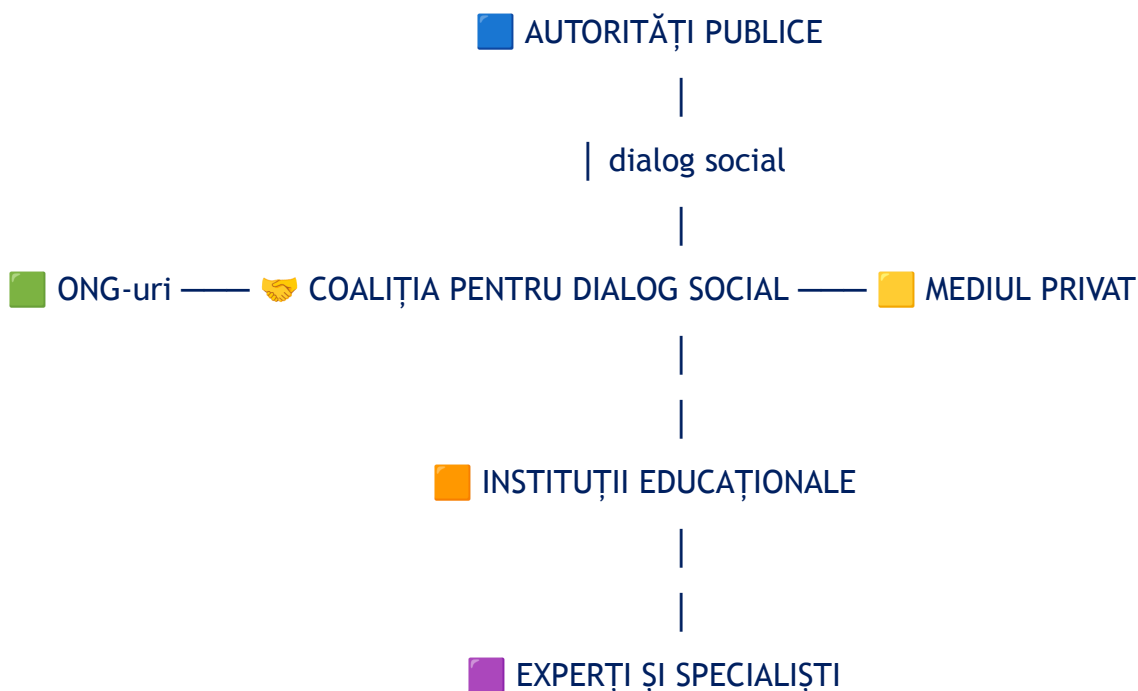 🟦 AUTORITĂȚI PUBLICE
│
│ dialog social
│
🟩 ONG-uri ─── 🤝 COALIȚIA PENTRU DIALOG SOCIAL ─── 🟨 MEDIUL PRIVAT
│
│
🟧 INSTITUȚII EDUCAȚIONALE
│
│
🟪 EXPERȚI ȘI SPECIALIȘTI